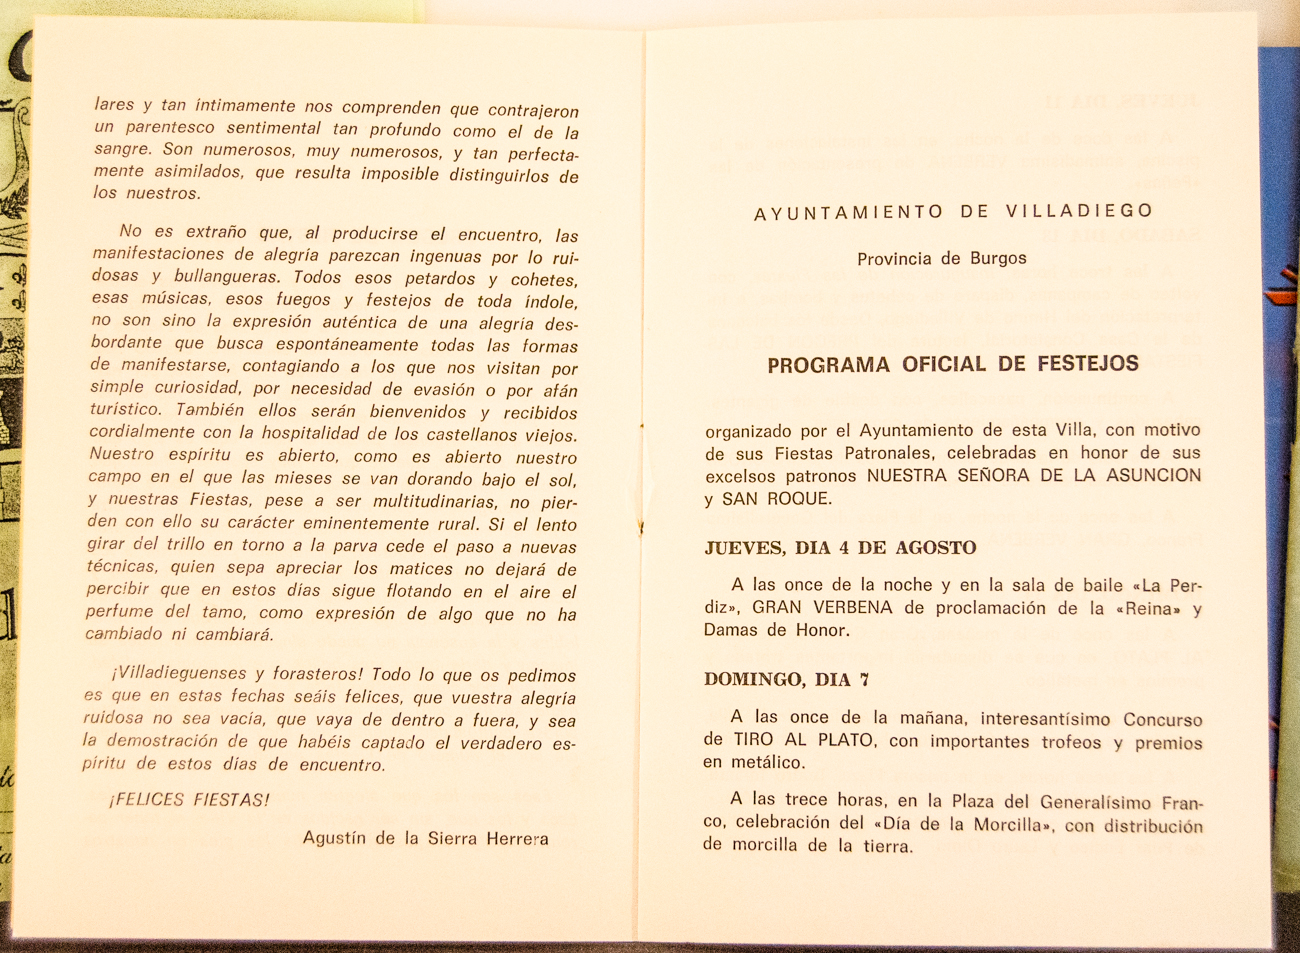 lares y tan íntimamente nos comprenden que contrajeron
un parentesco sentimental tan profundo como el de la
sangre. Son numerosos, muy numerosos, y tan perfecta-
mente asimilados, que resulta imposible distinguirlos de
los nuestros.
No es extraño que, al producirse el encuentro, las
manifestaciones de alegría parezcan ingenuas por lo rui-
dosas y bullangueras. Todos esos petardos y cohetes,
esas músicas, esos fuegos y festejos de toda índole,
no son sino la expresión auténtica de una alegría des-
bordante que busca espontáneamente todas las formas
de manifestarse, contagiando a los que nos visitan por
simple curiosidad, por necesidad de evasión o por afán
turístico. También ellos serán bienvenidos y recibidos
cordialmente con la hospitalidad de los castellanos viejos.
Nuestro espíritu es abierto, como es abierto nuestro
campo en el que las mieses se van dorando bajo el sol,
y nuestras Fiestas, pese a ser multitudinarias, no pier-
den con ello su carácter eminentemente rural. Si el lento
girar del trillo en torno a la parva cede el paso a nuevas
técnicas, quien sepa apreciar los matices no dejará de
percibir que en estos días sigue flotando en el aire el
perfume del tamo, como expresión de algo que no ha
cambiado ni cambiará.
¡Villadieguenses y forasteros! Todo lo que os pedimos
es que en estas fechas seáis felices, que vuestra alegría
ruidosa no sea vacía, que vaya de dentro a fuera, y sea
la demostración de que habéis captado el verdadero es-
píritu de estos días de encuentro.
¡FELICES FIESTAS!
Agustín de la Sierra Herrera
AYUNTAMIENTO DE VILLADIEGO
Provincia de Burgos
PROGRAMA OFICIAL DE FESTEJOS
organizado por el Ayuntamiento de esta Villa, con motivo
de sus Fiestas Patronales, celebradas en honor de sus
excelsos patronos NUESTRA SEÑORA DE LA ASUNCION
y SAN ROQUE.
JUEVES, DIA 4 DE AGOSTO
A las once de la noche y en la sala de baile «La Per-
diz», GRAN VERBENA de proclamación de la «Reina» y
Damas de Honor.
DOMINGO, DIA 7
A las once de la mañana, interesantísimo Concurso
de TIRO AL PLATO, con importantes trofeos y premios
en metálico.
A las trece horas, en la Plaza del Generalísimo Fran-
co, celebración del «Día de la Morcilla», con distribución
de morcilla de la tierra.